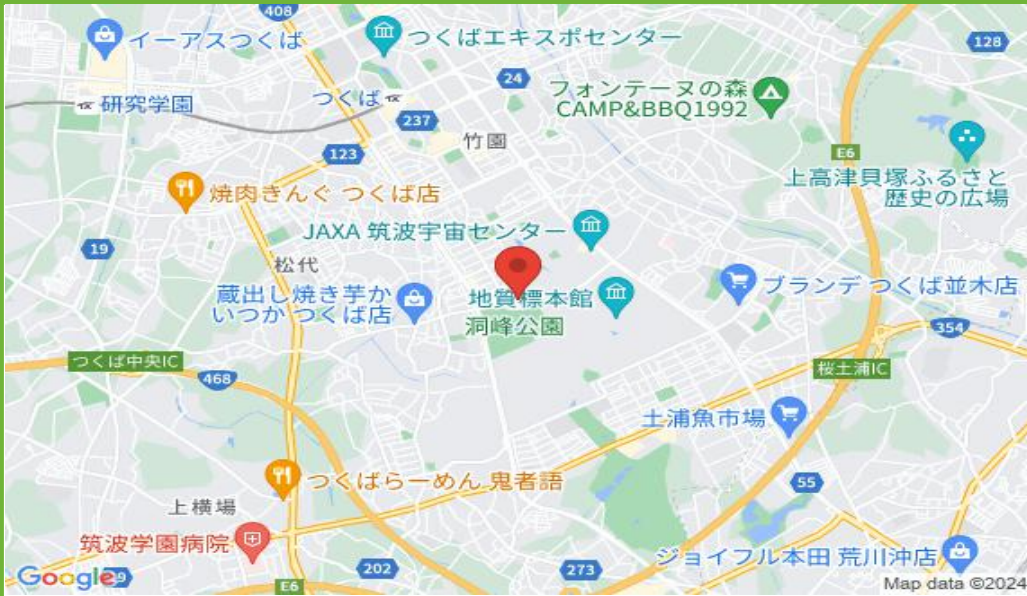 408
イーアスつくば
つくばエキスポセンター
128
24
フォンテーヌの森
CAMP&BBQ1992
研究学園
つくば
237
竹園
123
E6
上高津貝塚ふるさと
歴史の広場
焼肉きんぐ つくば店
JAXA 筑波宇宙センター
19
松代
蔵出し焼き芋か
いつか つくば店
地質標本館
洞峰公園
ブランデ つくば並木店
354
つくば中央IC
468
桜土浦IC
土浦魚市場
つくばらーめん 鬼者語
55
上横場
筑波学園病院
ジョイフル本田 荒川沖店
Google
202
273
E6
Map data ©2024